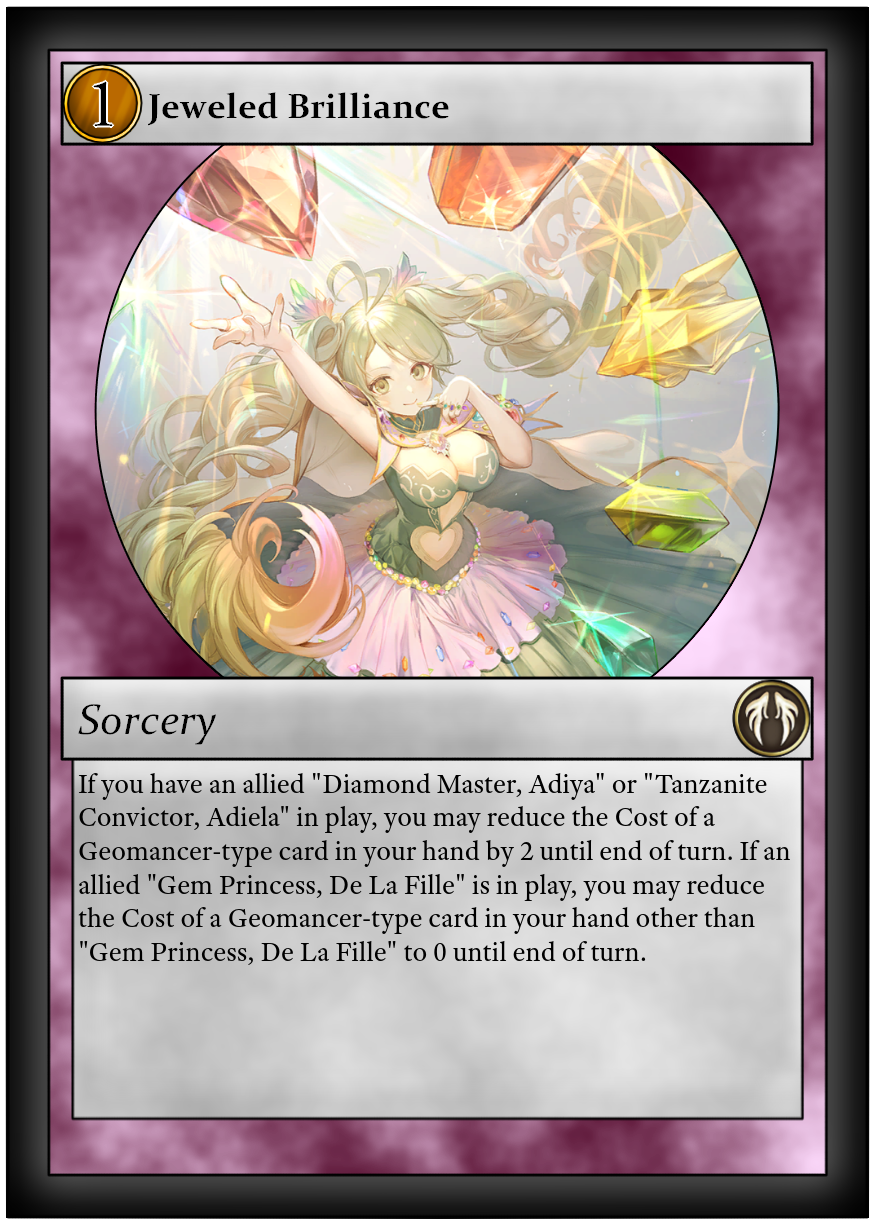 1
Jeweled Brilliance
Sorcery
If you have an allied "Diamond Master, Adiya" or "Tanzanite
Convictor, Adiela" in play, you may reduce the Cost of a
Geomancer-type card in your hand by 2 until end of turn. If an
allied "Gem Princess, De La Fille" is in play, you may reduce
the Cost of a Geomancer-type card in your hand other than
"Gem Princess, De La Fille" to 0 until end of turn.